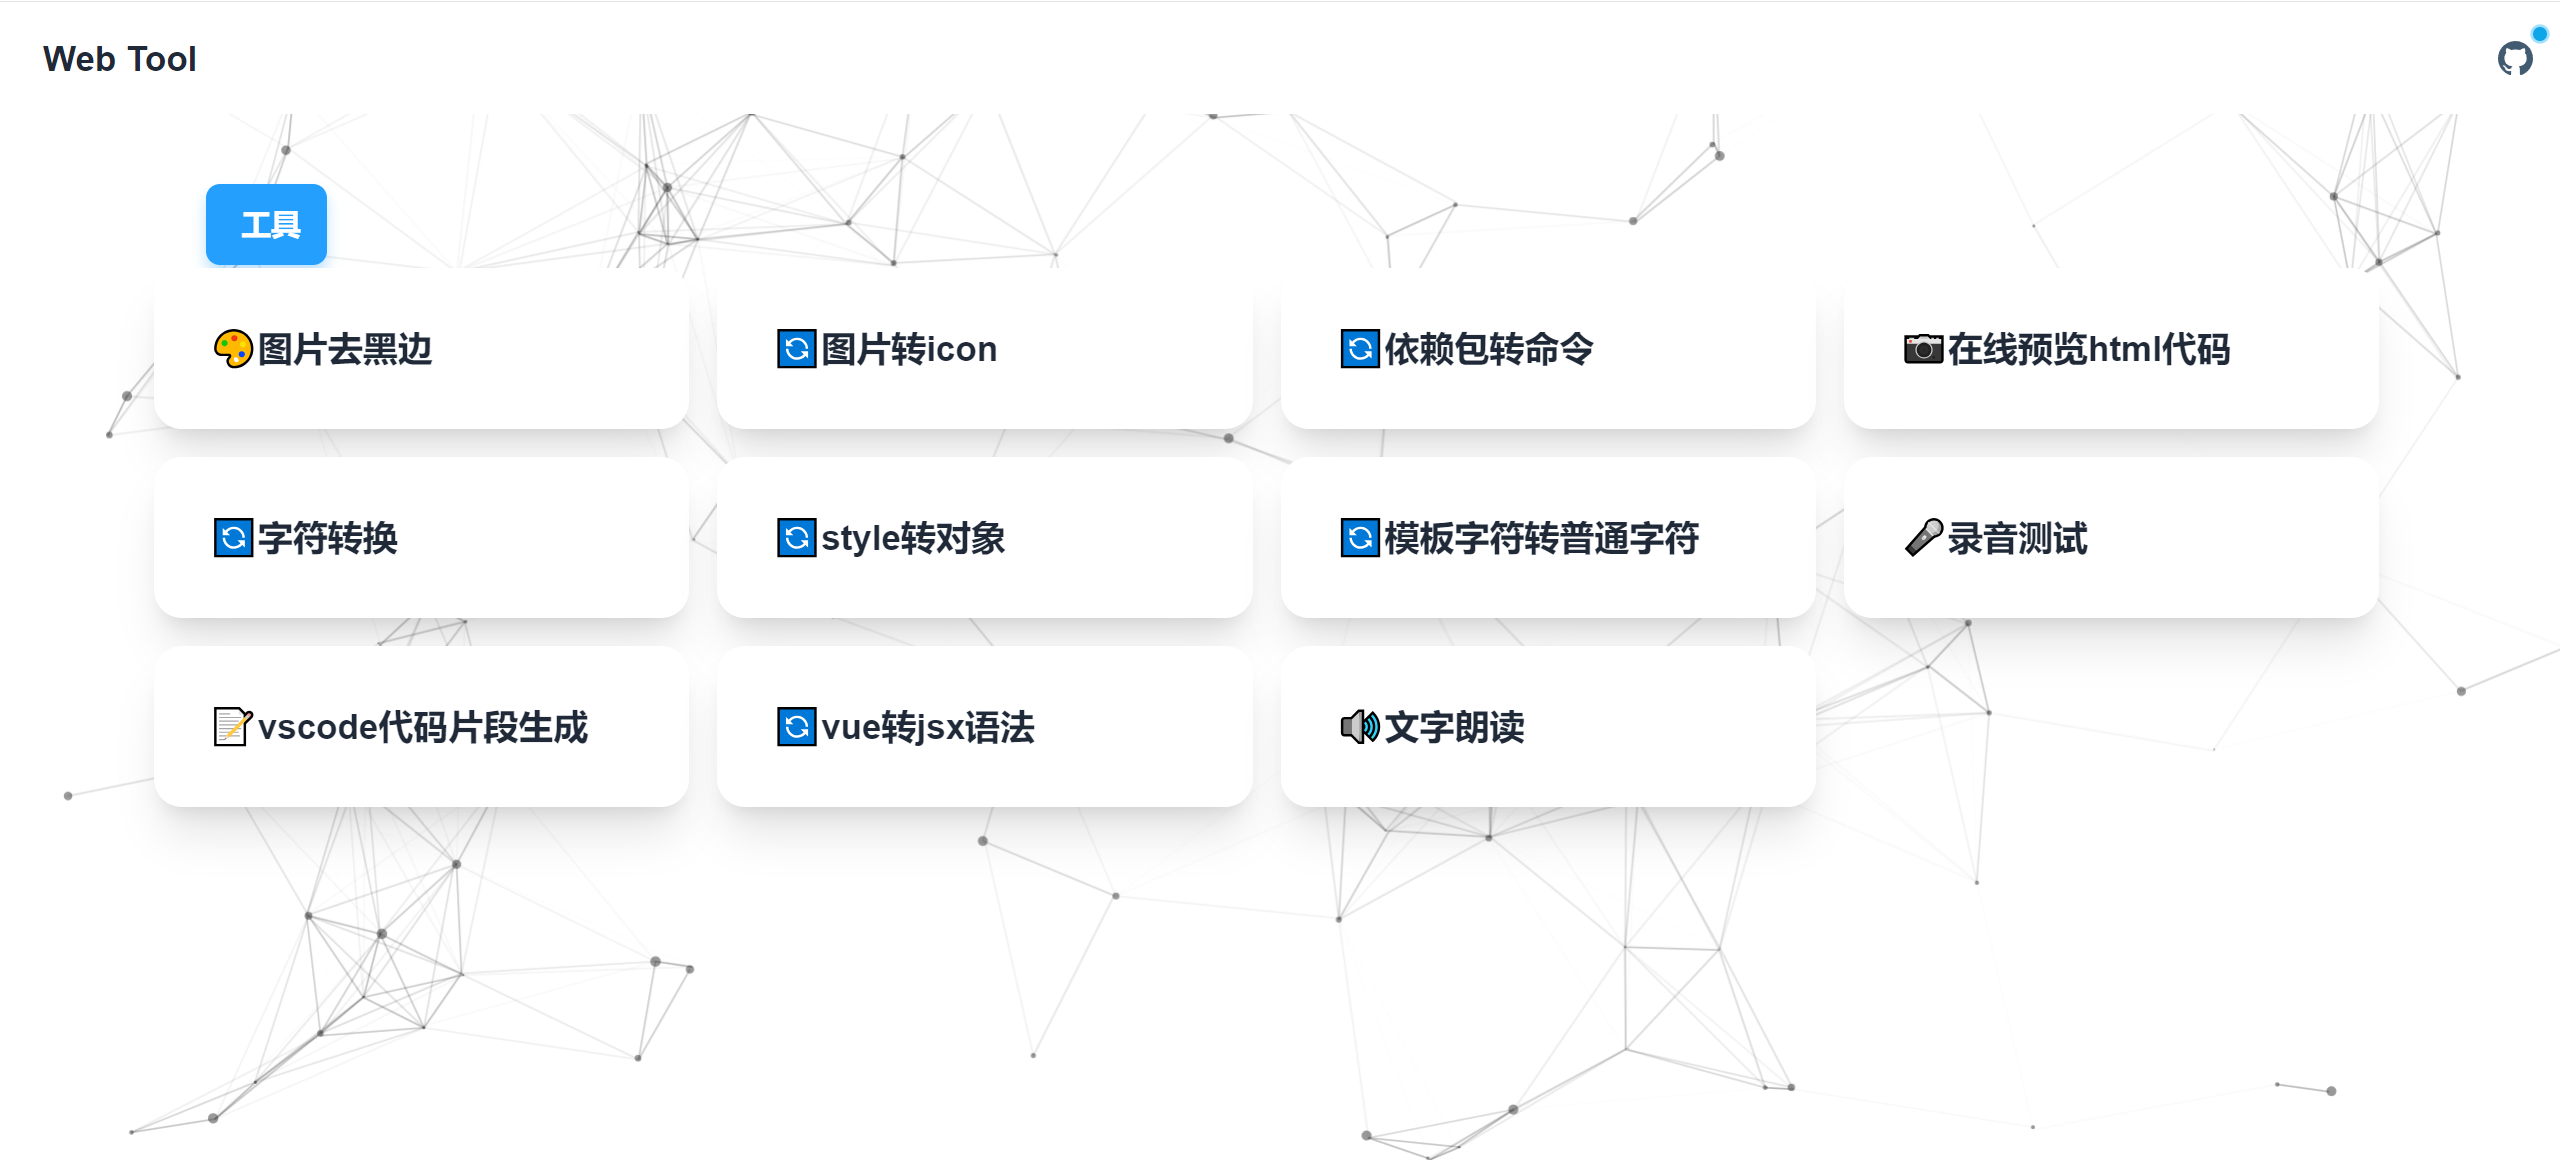 Web Tool
工具
🎨图片去黑边
🔄图片转icon
🔄依赖包转命令
📷在线预览html代码
🔄字符转换
🔄style转对象
🔄模板字符转普通字符
🎤录音测试
📝vscode代码片段生成
🔄vue转jsx语法
🔊文字朗读